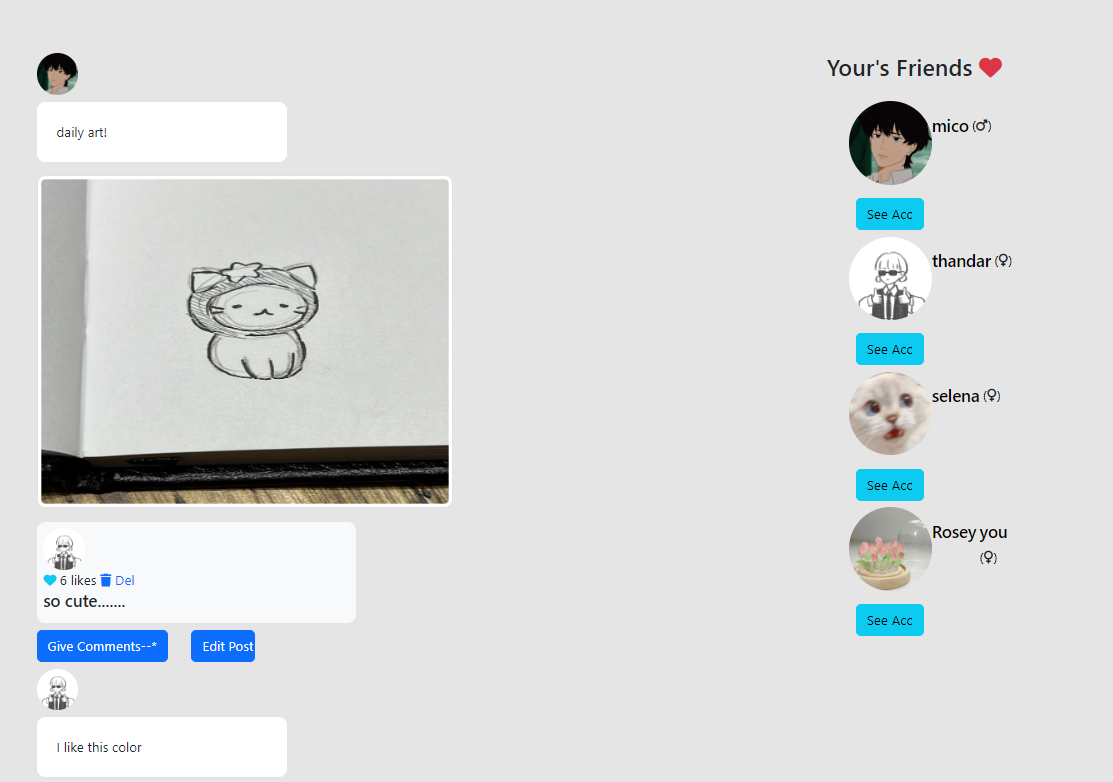 daily art!
6 likes Del
so cute.......
Give Comments--*
Edit Post
I like this color
Your's Friends
mico (♂)
See Acc
thandar (♀)
See Acc
selena (♀)
See Acc
Rosey you
(♀)
See Acc